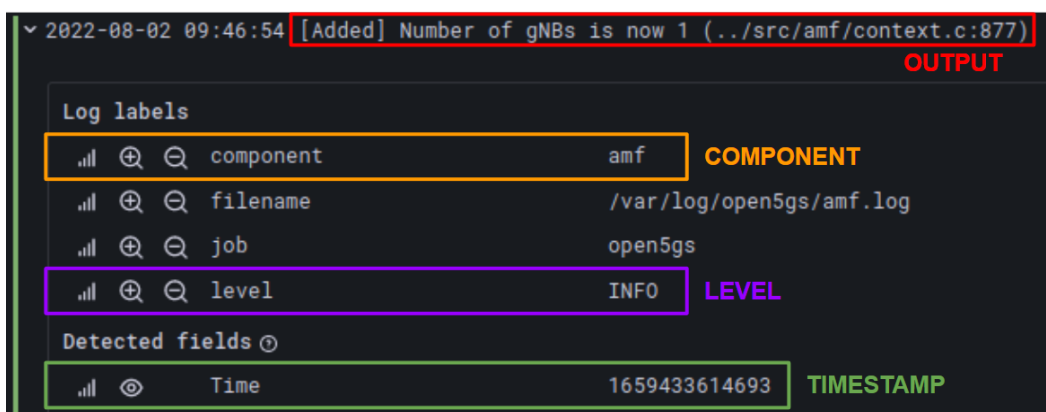 2022-08-02 09:46:54 [Added] Number of gNBs is now 1 (../src/amf/context.c:877)
OUTPUT
Log labels
component amf COMPONENT
filename /var/log/open5gs/amf.log
job open5gs
level INFO LEVEL
Detected fields
Time 1659433614693 TIMESTAMP